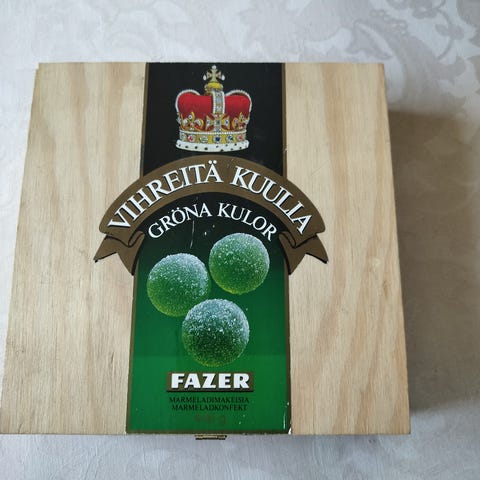 VIHREITÄ KUULIA
GRÖNA KULOR
FAZER
MARMELADIMAKEISIA
MARMELADKONFEKT